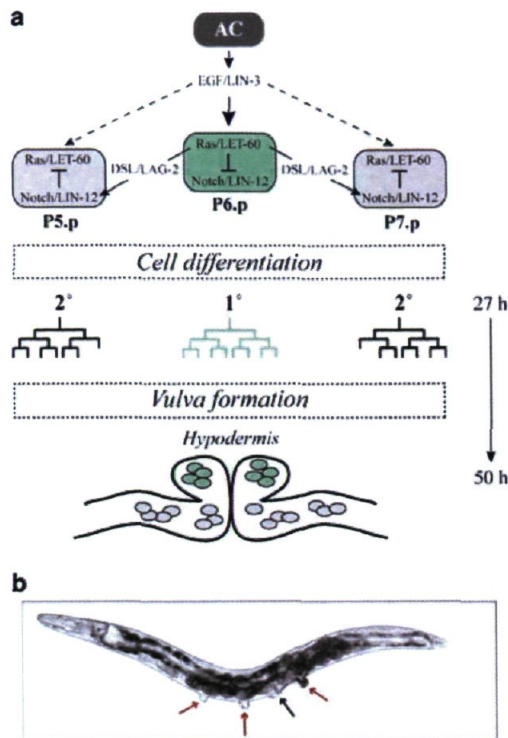 a
AC
EGF/LIN-3
Ras/LET-60 Ras/LET-60 Ras/LET-60
DSL/LAG-2 DSL/LAG-2
Notch/LIN-12 Notch/LIN-12 Notch/LIN-12
P5.p P6.p P7.p
Cell differentiation
2° 1° 2° 27 h
Vulva formation
Hypodermis
50 h
b